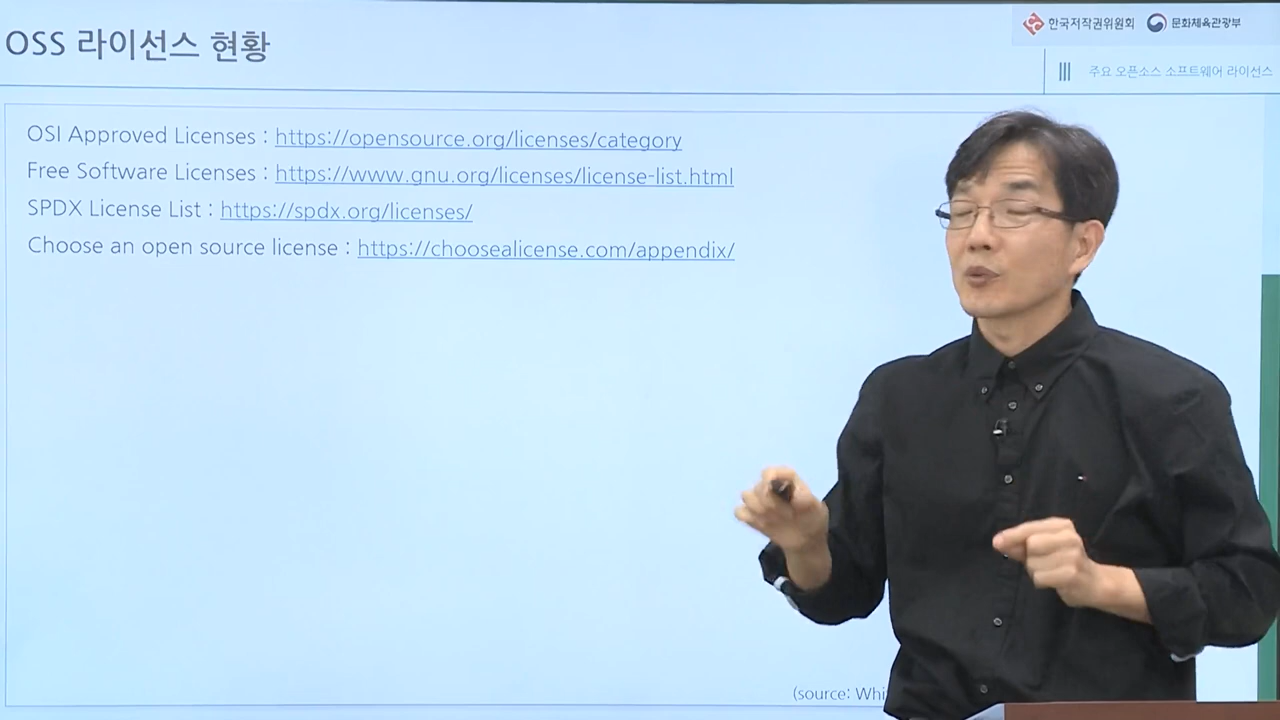 OSS 라이선스 현황
한국저작권위원회 문화체육관광부
주요 오픈소스 소프트웨어 라이선스
OSI Approved Licenses : https://opensource.org/licenses/category
Free Software Licenses : https://www.gnu.org/licenses/license-list.html
SPDX License List : https://spdx.org/licenses/
Choose an open source license : https://choosealicense.com/appendix/
(source: